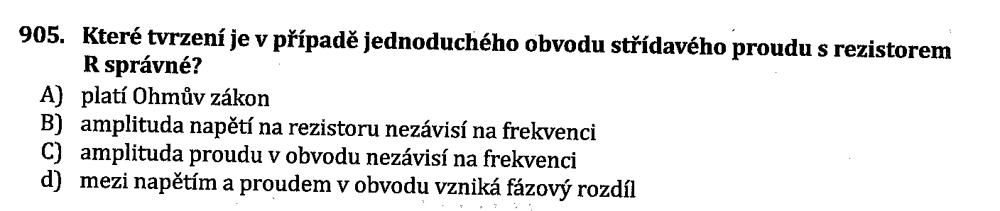 905. Které tvrzení je v případě jednoduchého obvodu střídavého proudu s rezistorem
R správné?
A) platí Ohmův zákon
B) amplituda napětí na rezistoru nezávisí na frekvenci
C) amplituda proudu v obvodu nezávisí na frekvenci
d) mezi napětím a proudem v obvodu vzniká fázový rozdíl